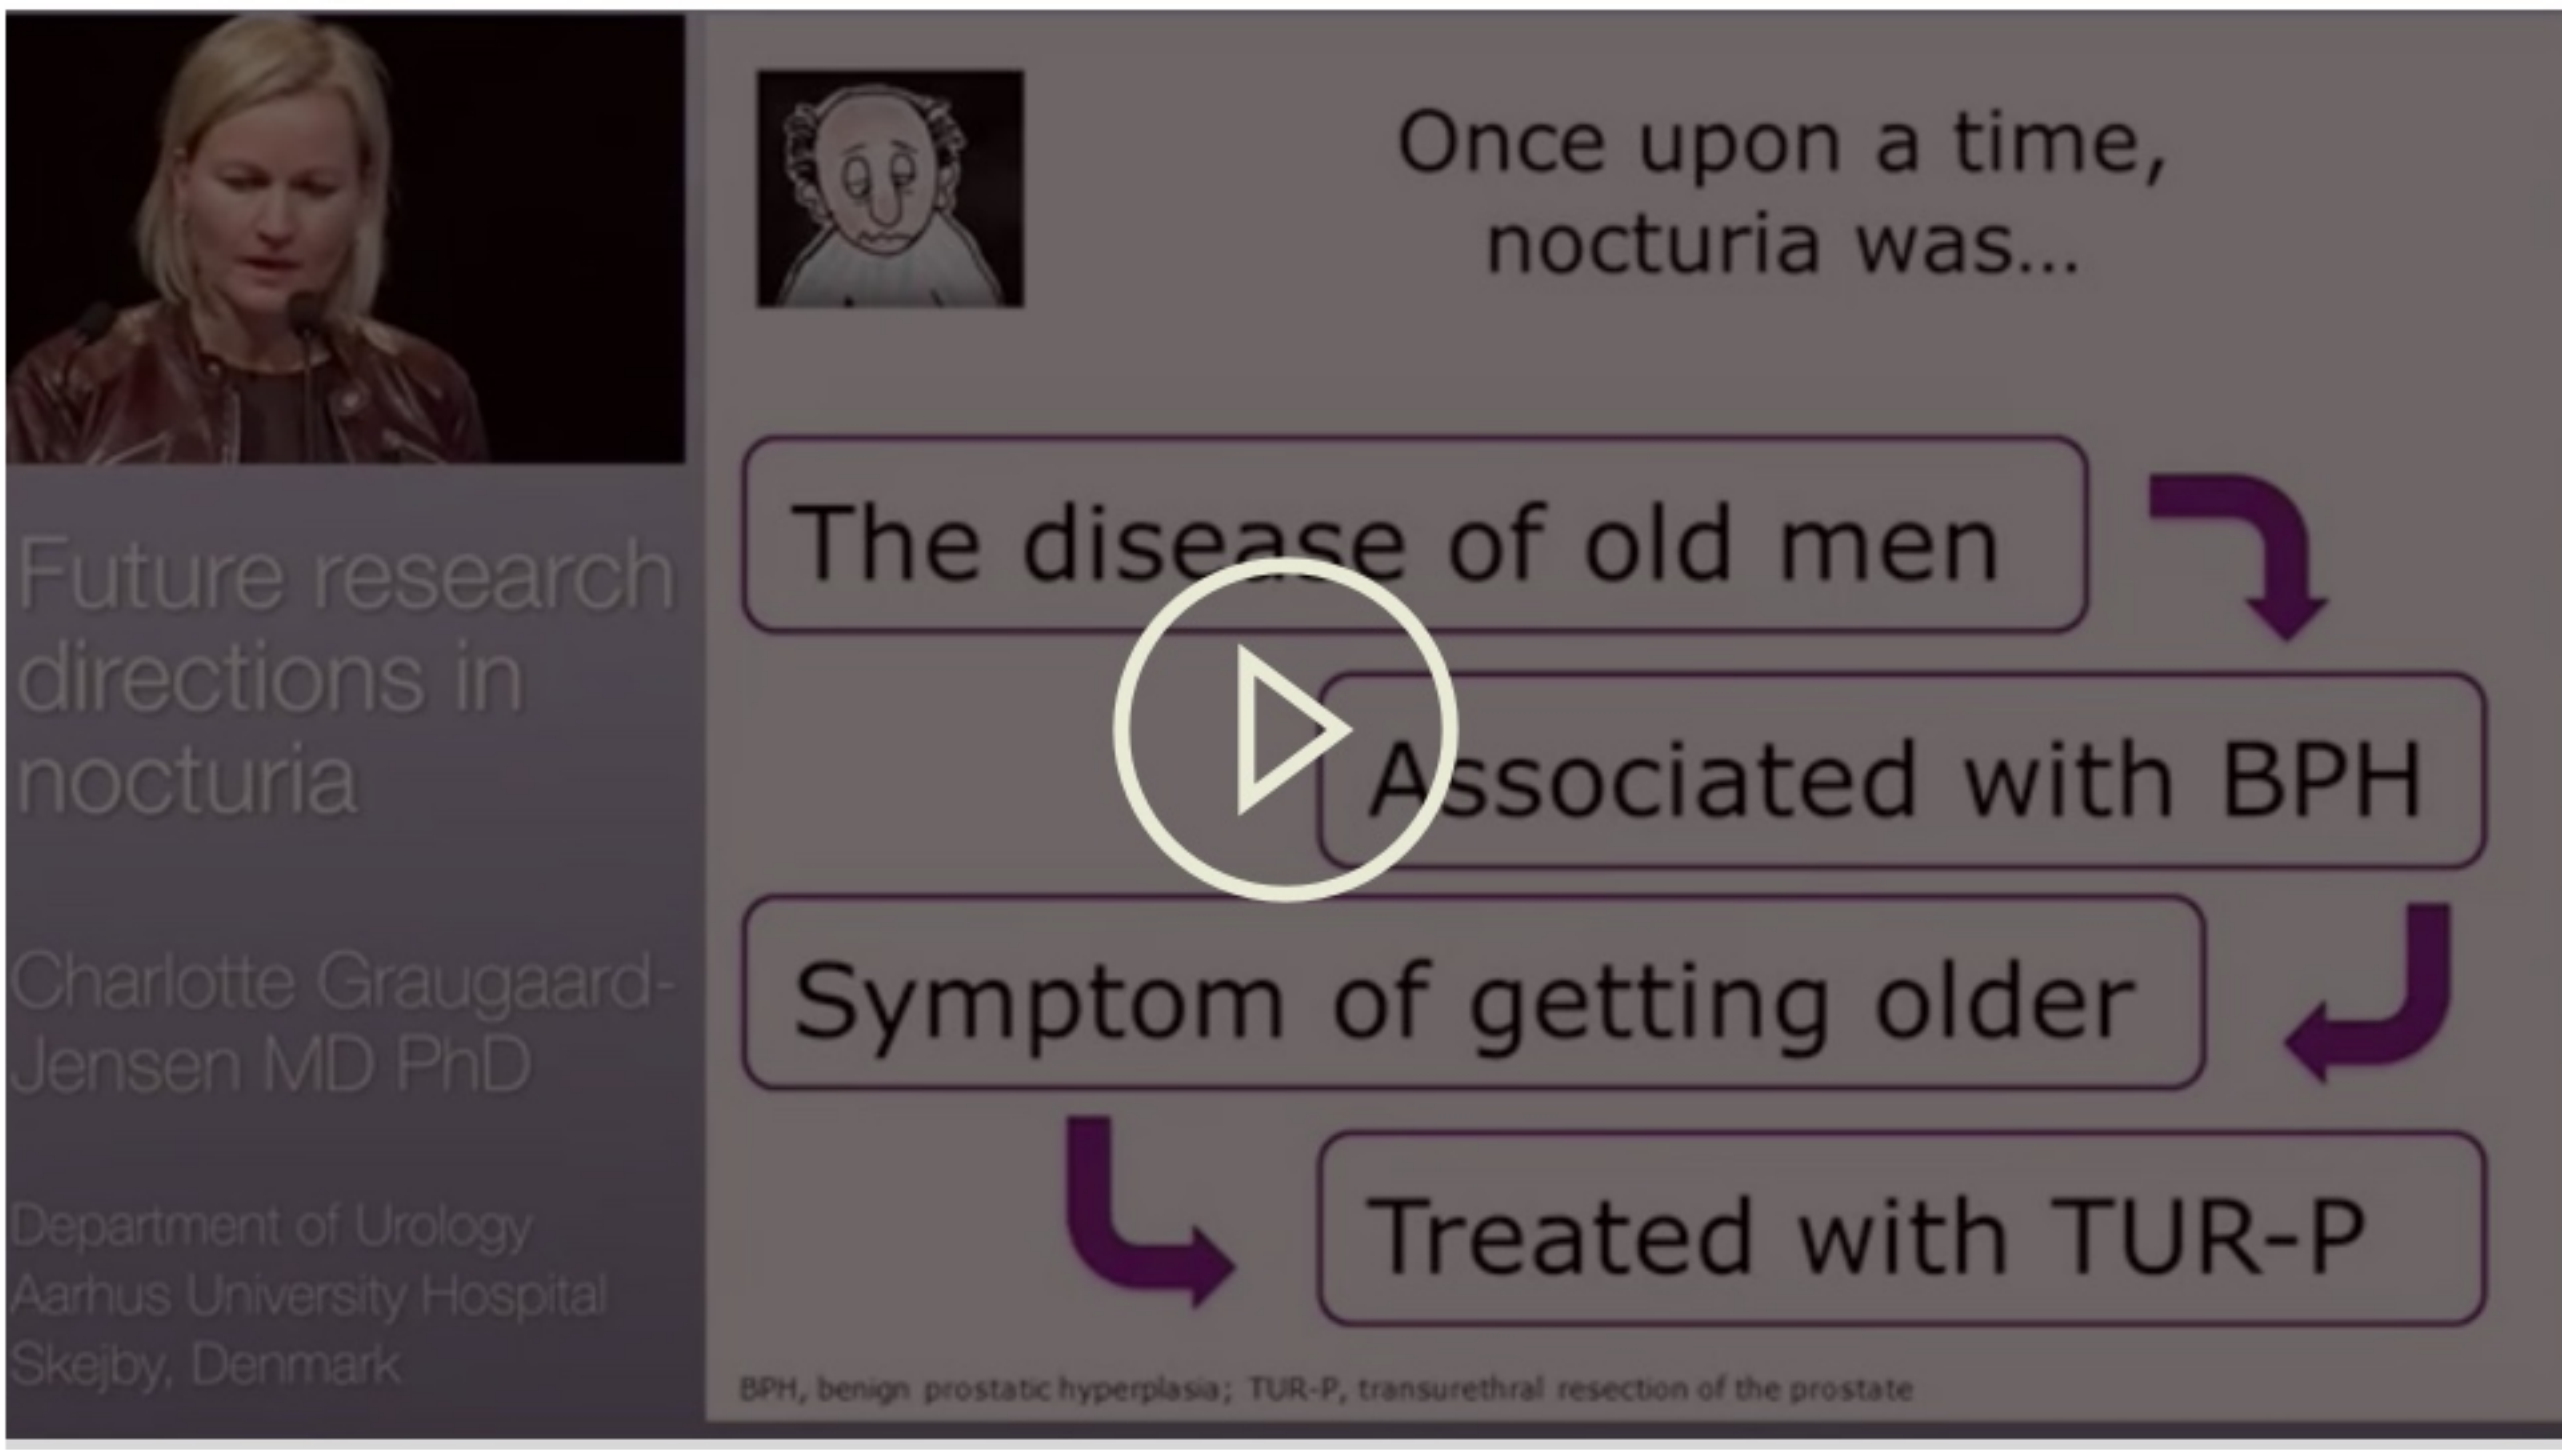 Once upon a time,
nocturia was...
The disease of old men
Associated with BPH
Symptom of getting older
Treated with TUR-P
BPH, benign prostatic hyperplasia; TUR-P, transurethral resection of the prostate
Future research
directions in
nocturia
Charlotte Graugaard-
Jensen MD PhD
Department of Urology
Aarhus University Hospital
Skejby, Denmark